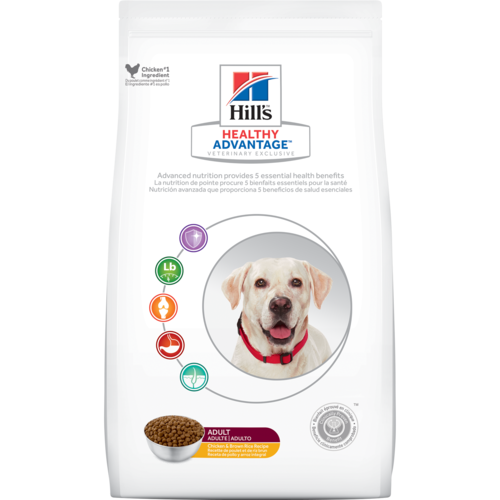 Chicken #1
Ingredient
Hill's
HEALTHY
ADVANTAGE™
VETERINARY EXCLUSIVE
Advanced nutrition provides 5 essential health benefits
La nutrition de pointe procure 5 bienfaits essentiels pour la santé
Nutrición avanzada que proporciona 5 beneficios de salud esenciales
Lb
ADULT
ADULTE | ADULTO
Chicken & Brown Rice Recipe